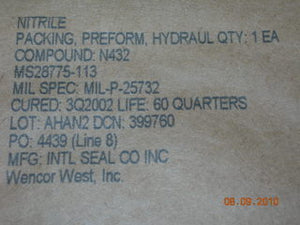 NITRILE
PACKING, PREFORM, HYDRAUL QTY: 1 EA
COMPOUND: N432
MS28775-113
MIL SPEC: MIL-P-25732
CURED: 3Q2002 LIFE: 60 QUARTERS
LOT: AHAN2 DCN: 399760
PO: 4439 (Line 8)
MFG: INTL SEAL CO INC
Wencor West, Inc.
08.09.2010